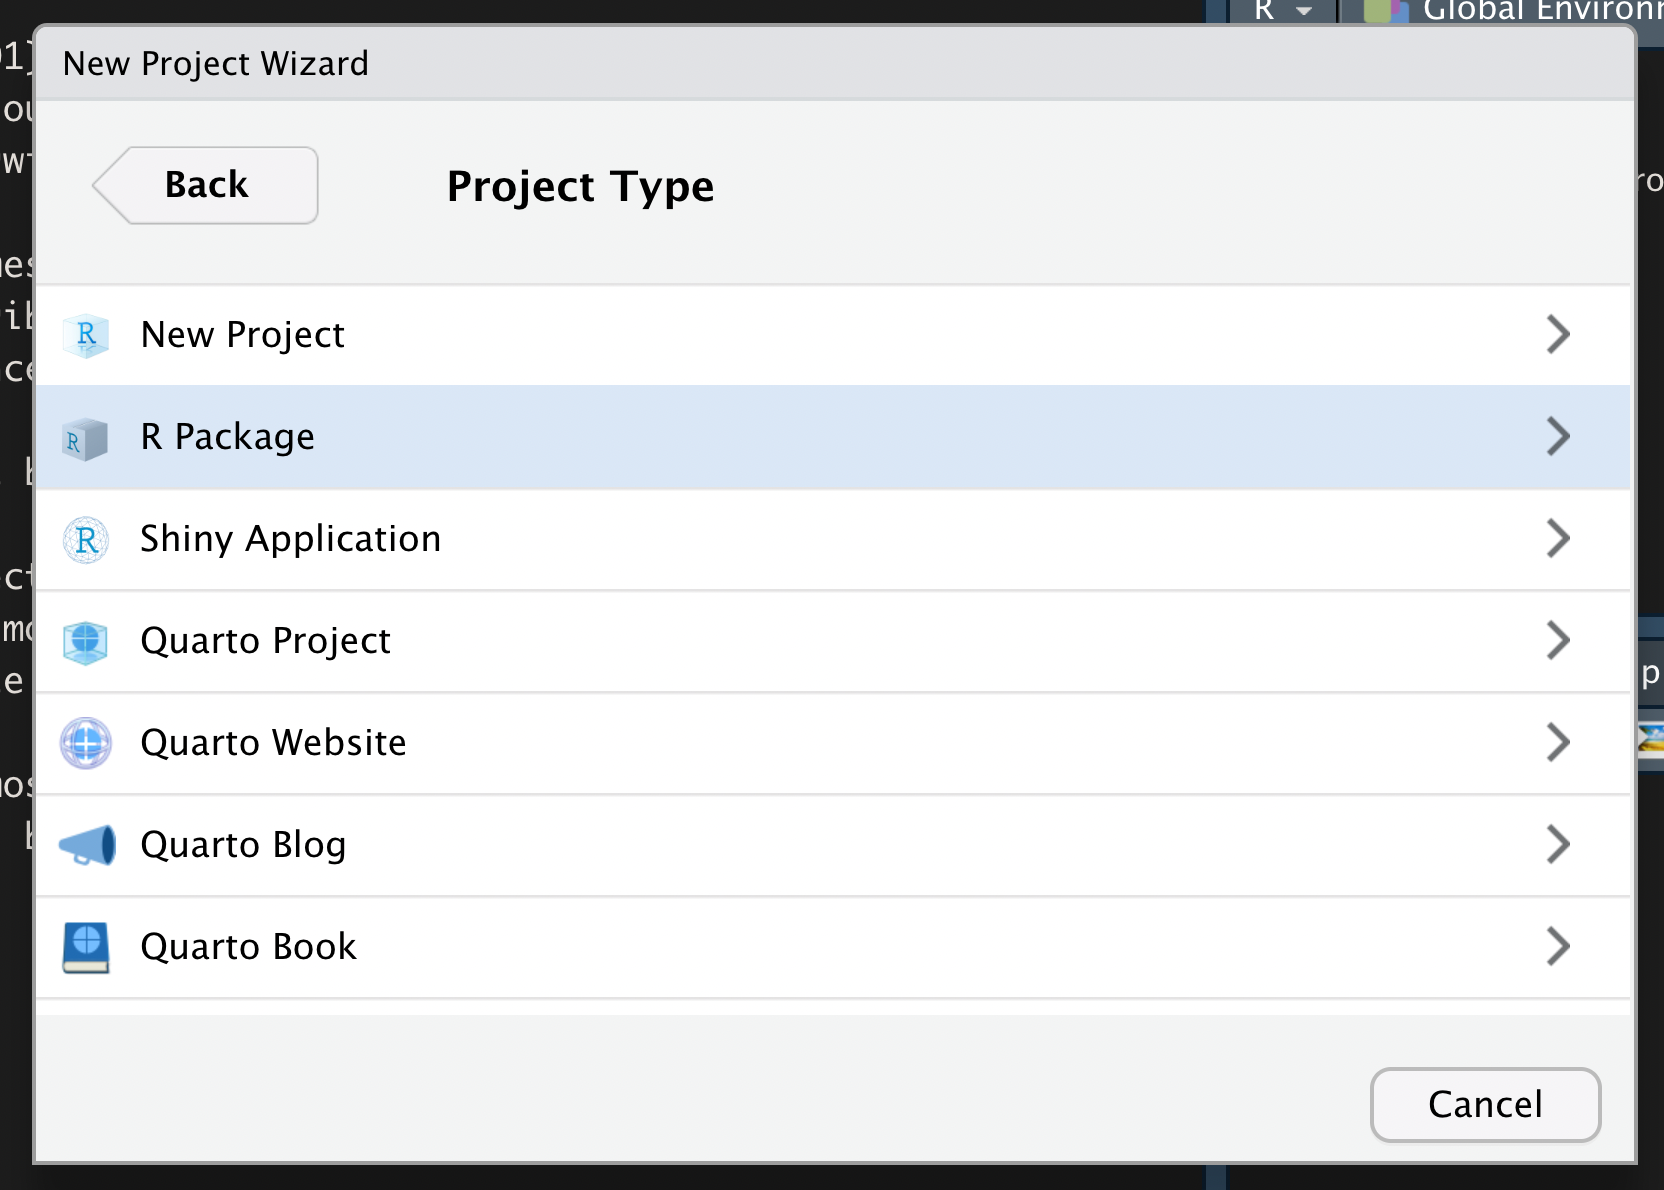 R
Global Environ
New Project Wizard
Back
Project Type
New Project
R Package
Shiny Application
Quarto Project
Quarto Website
Quarto Blog
Quarto Book
Cancel